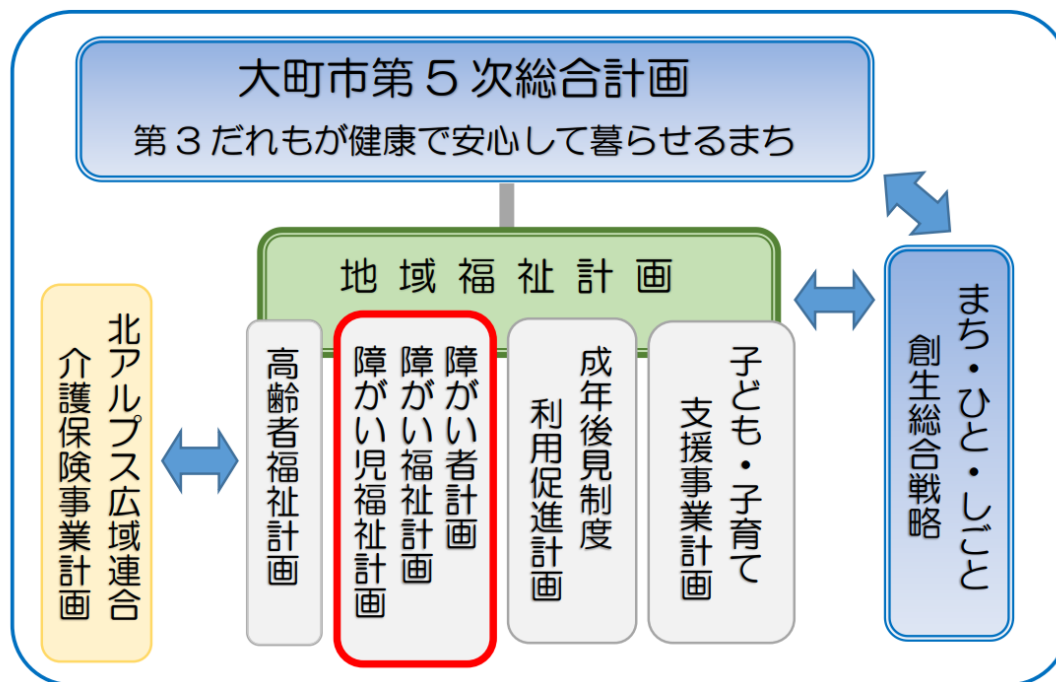 大町市第５次総合計画
第３だれもが健康で安心して暮らせるまち
地域福祉計画
北アルプス広域連合
介護保険事業計画
高齢者福祉計画
障がい者計画
障がい福祉計画
障がい児福祉計画
成年後見制度
利用促進計画
子ども・子育て
支援事業計画
まち・ひと・しごと
創生総合戦略